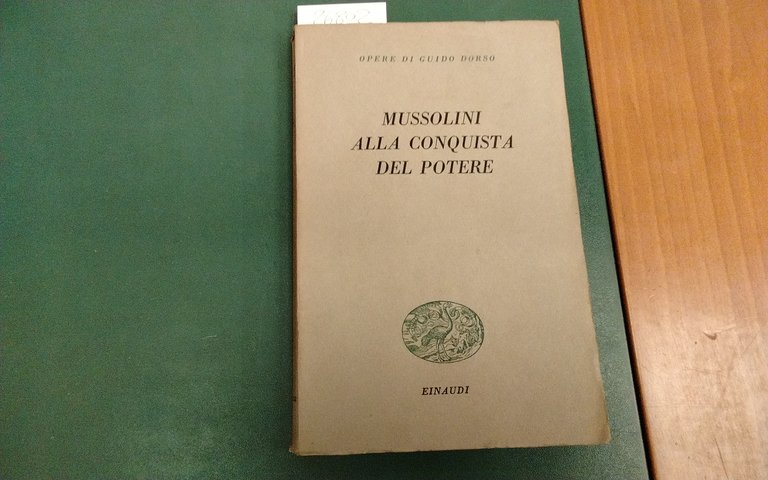 OPERE DI GUIDO DORSO
MUSSOLINI
ALLA CONQUISTA
DEL POTERE
EINAUDI